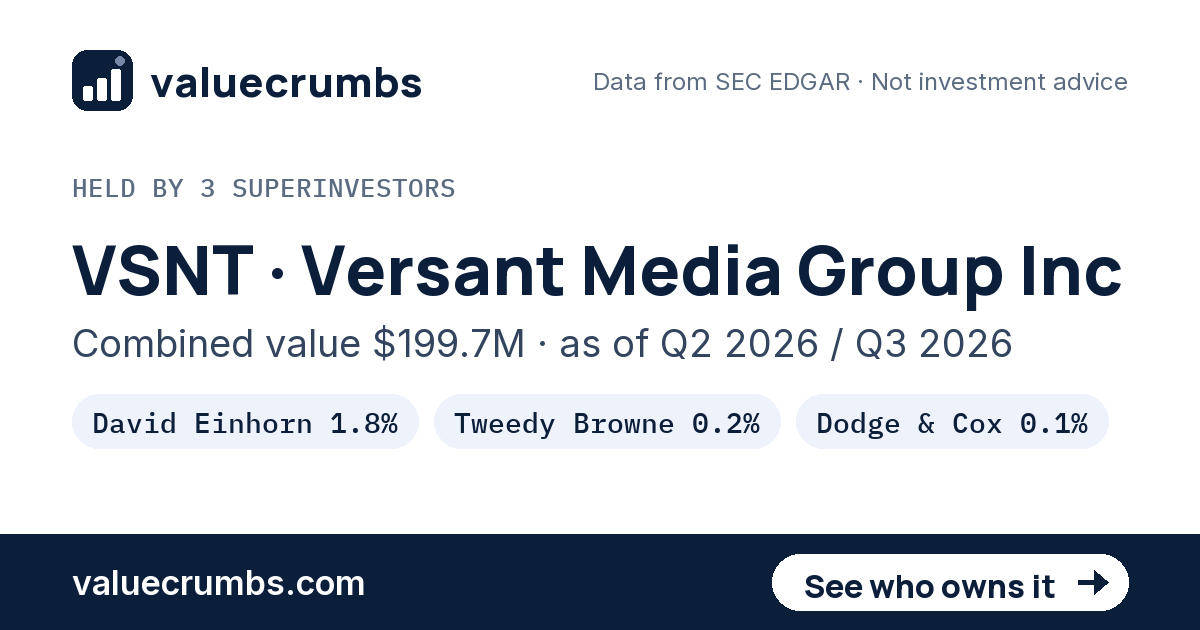 valuecrumbs
Data from SEC EDGAR · Not investment advice
HELD BY 3 SUPERINVESTORS
VSNT · Versant Media Group Inc
Combined value $199.7M · as of Q2 2026 / Q3 2026
David Einhorn 1.8%
Tweedy Browne 0.2%
Dodge & Cox 0.1%
valuecrumbs.com
See who owns it →